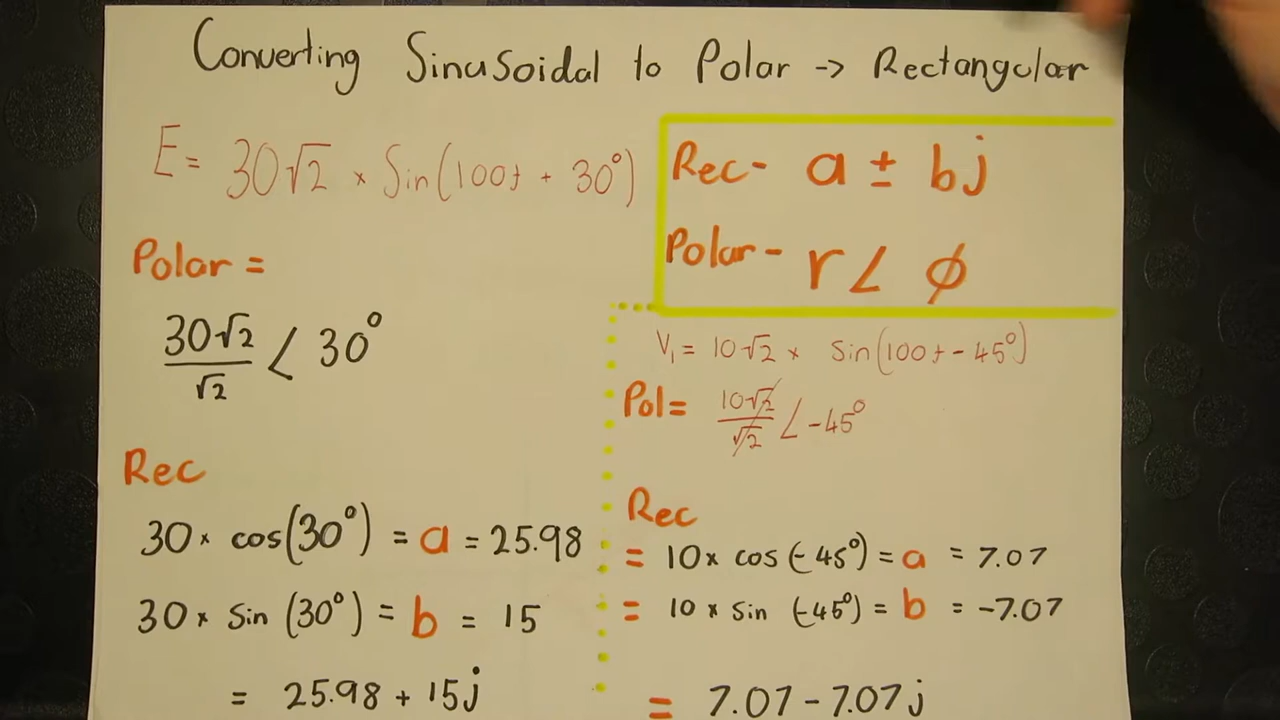 Converting Sinusoidal to Polar → Rectangular
E = 30√2 × Sin(100t + 30°)
Rec - a ± bj
Polar - r∠ φ
Polar =
30√2/√2 ∠ 30°
Rec
30 × cos(30°) = a = 25.98
30 × Sin (30°) = b = 15
= 25.98 + 15j
V₁ = 10√2 × Sin(100t - 45°)
Pol = 10√2/√2 ∠ -45°
Rec
= 10 × cos (-45°) = a = 7.07
= 10 × Sin (-45°) = b = -7.07
= 7.07 - 7.07j